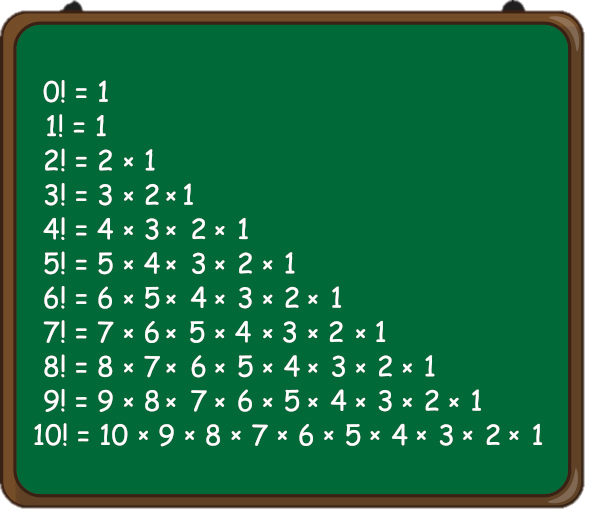 0! = 1
1! = 1
2! = 2 × 1
3! = 3 × 2 × 1
4! = 4 × 3 × 2 × 1
5! = 5 × 4 × 3 × 2 × 1
6! = 6 × 5 × 4 × 3 × 2 × 1
7! = 7 × 6 × 5 × 4 × 3 × 2 × 1
8! = 8 × 7 × 6 × 5 × 4 × 3 × 2 × 1
9! = 9 × 8 × 7 × 6 × 5 × 4 × 3 × 2 × 1
10! = 10 × 9 × 8 × 7 × 6 × 5 × 4 × 3 × 2 × 1